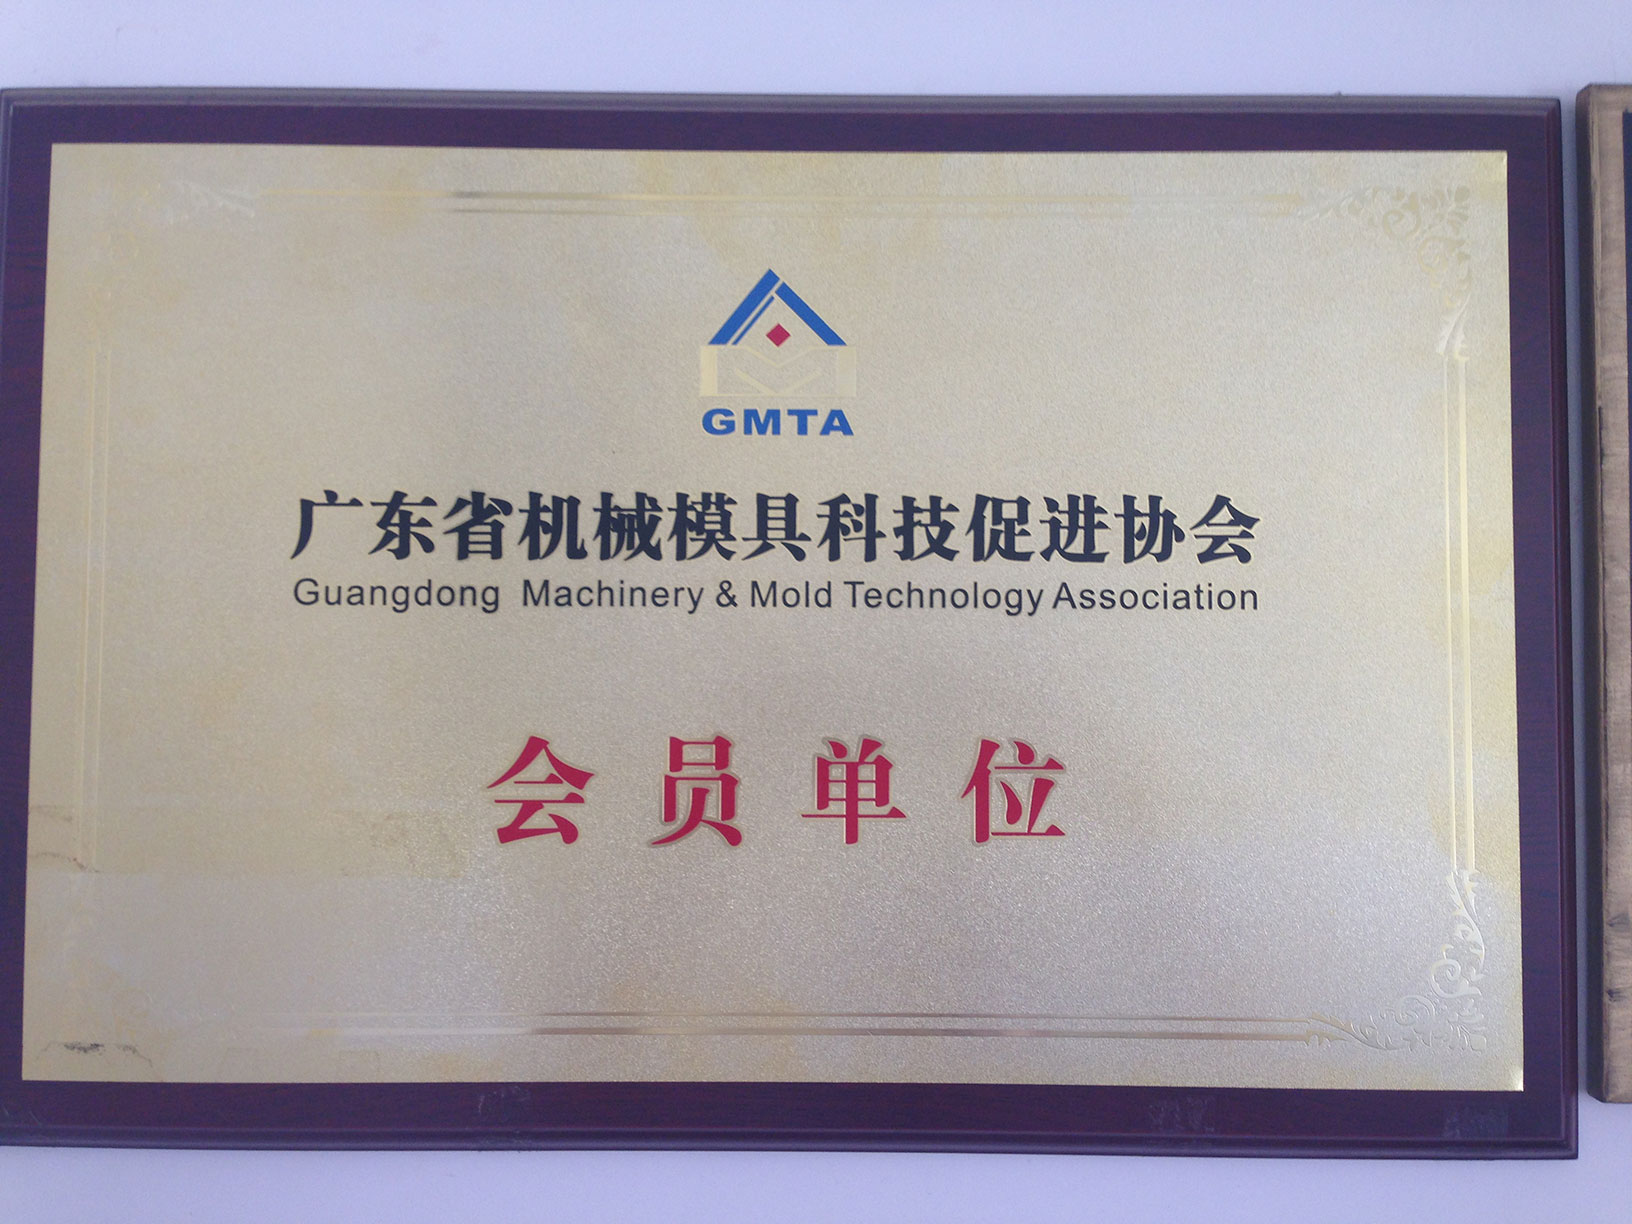 GMTA
广东省机械模具科技促进协会
Guangdong Machinery & Mold Technology Association
会员单位